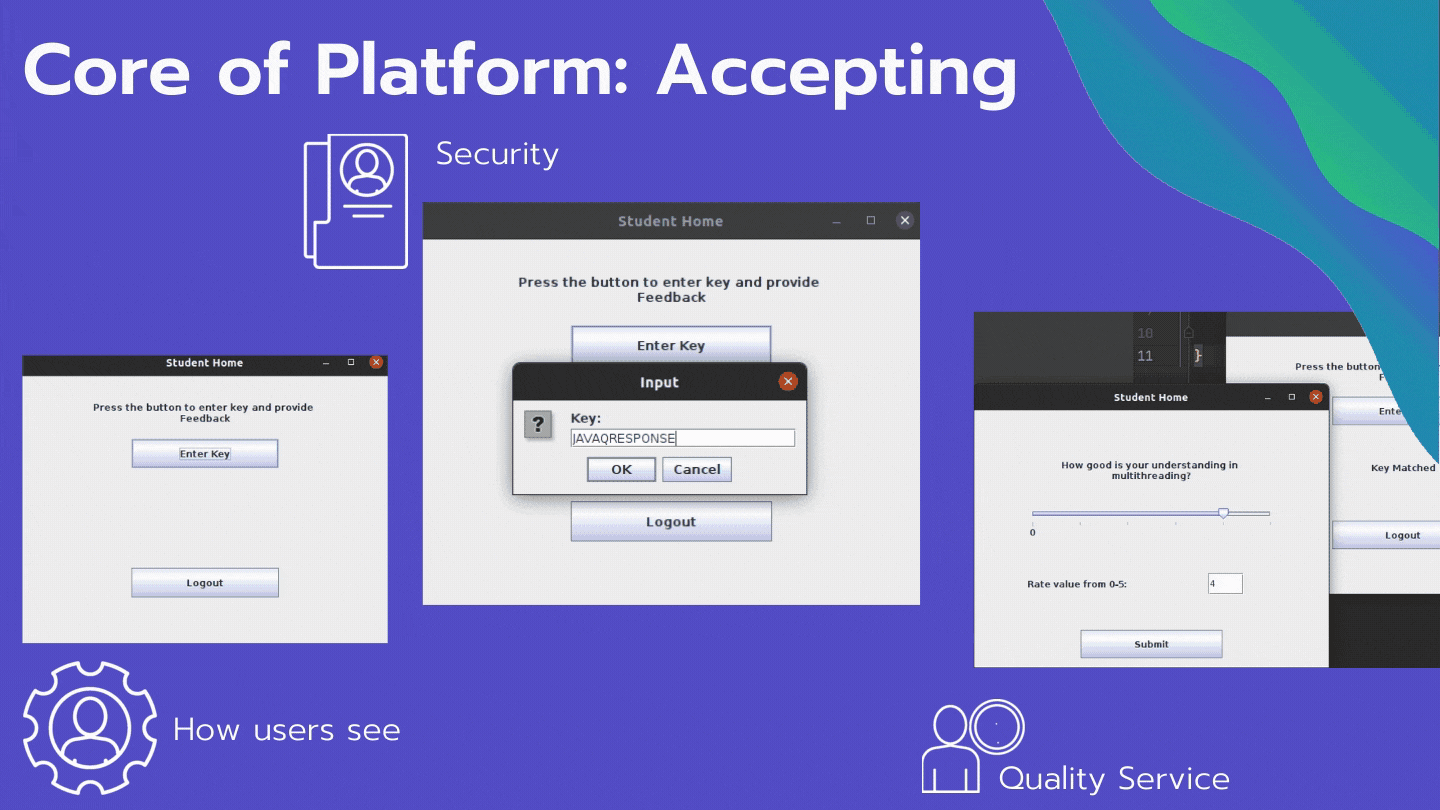 Core of Platform: Accepting
Security
Student Home
Press the button to enter key and provide
Feedback
Enter Key
Input
?
Key:
JAVAQRESPONSE
OK
Cancel
Logout
Student Home
Press the button to enter key and provide
Feedback
Enter Key
Logout
10
11 }
Press the button
Ente
Key Matched
Logout
Student Home
How good is your understanding in
multithreading?
0
Rate value from 0-5:
4
Submit
How users see
Quality Service